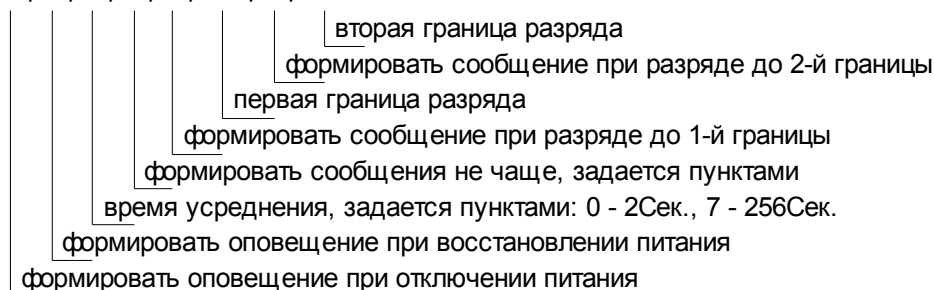 вторая граница разряда
формировать сообщение при разряде до 2-й границы
первая граница разряда
формировать сообщение при разряде до 1-й границы
формировать сообщения не чаще, задается пунктами
время усреднения, задается пунктами: 0 - 2Сек., 7 - 256Сек.
формировать оповещение при восстановлении питания
формировать оповещение при отключении питания